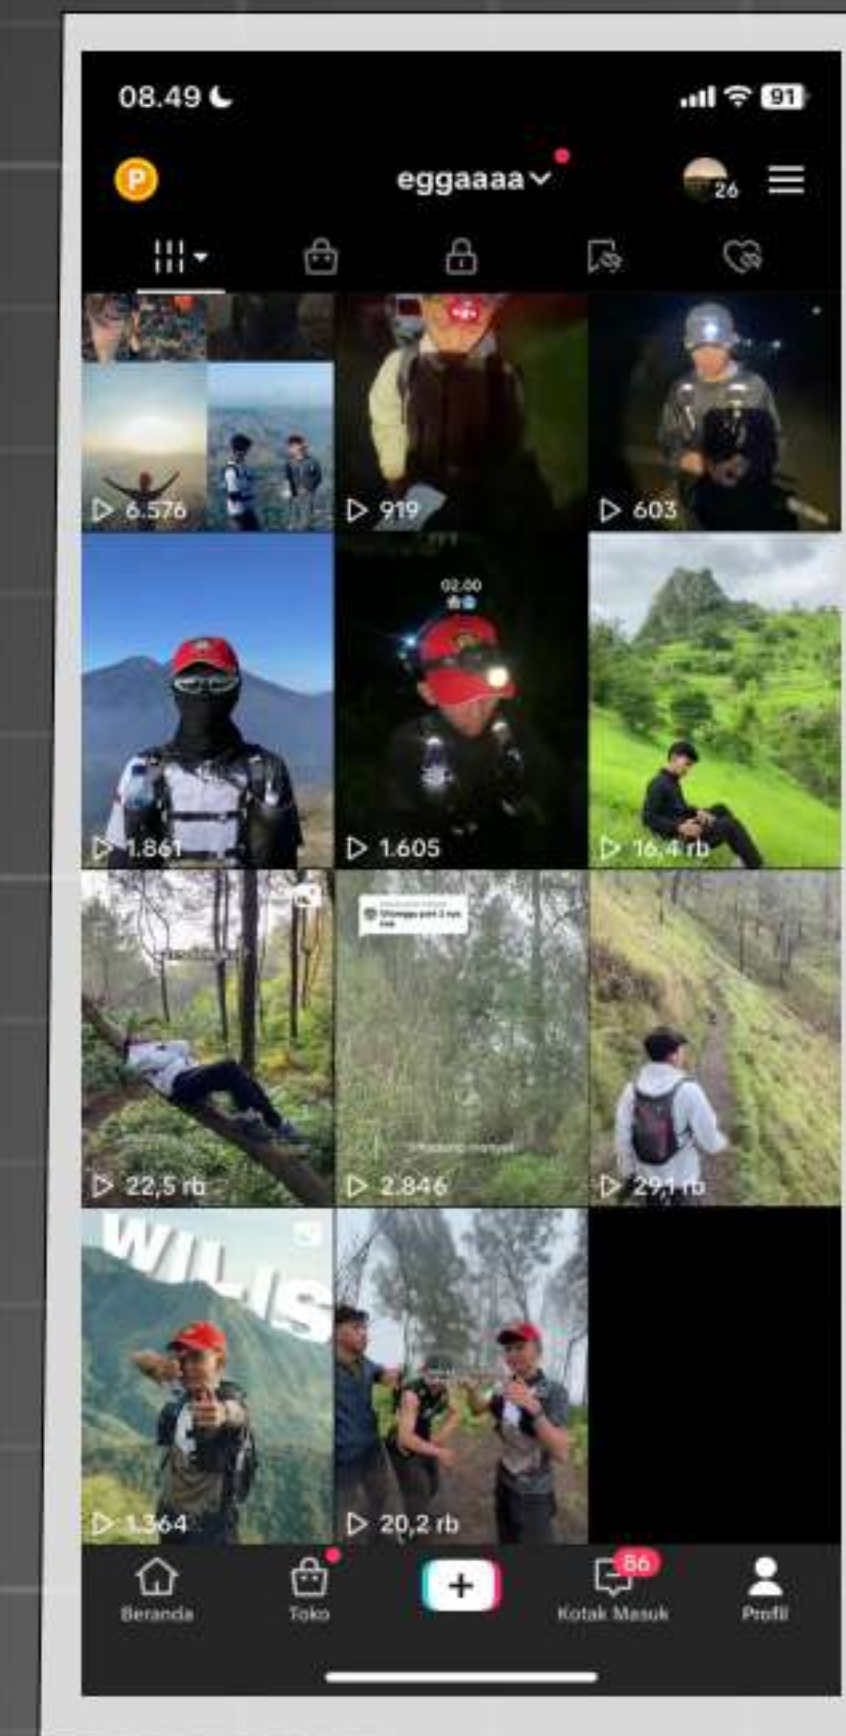 08.49
91
P
eggaaaa
26
6.576
919
603
02.00
1.861
1.605
16,4 rb
22,5 rb
2.846
29,1 rb
WILIS
1.364
20,2 rb
86
Beranda
Toko
Kotak Masuk
Profil